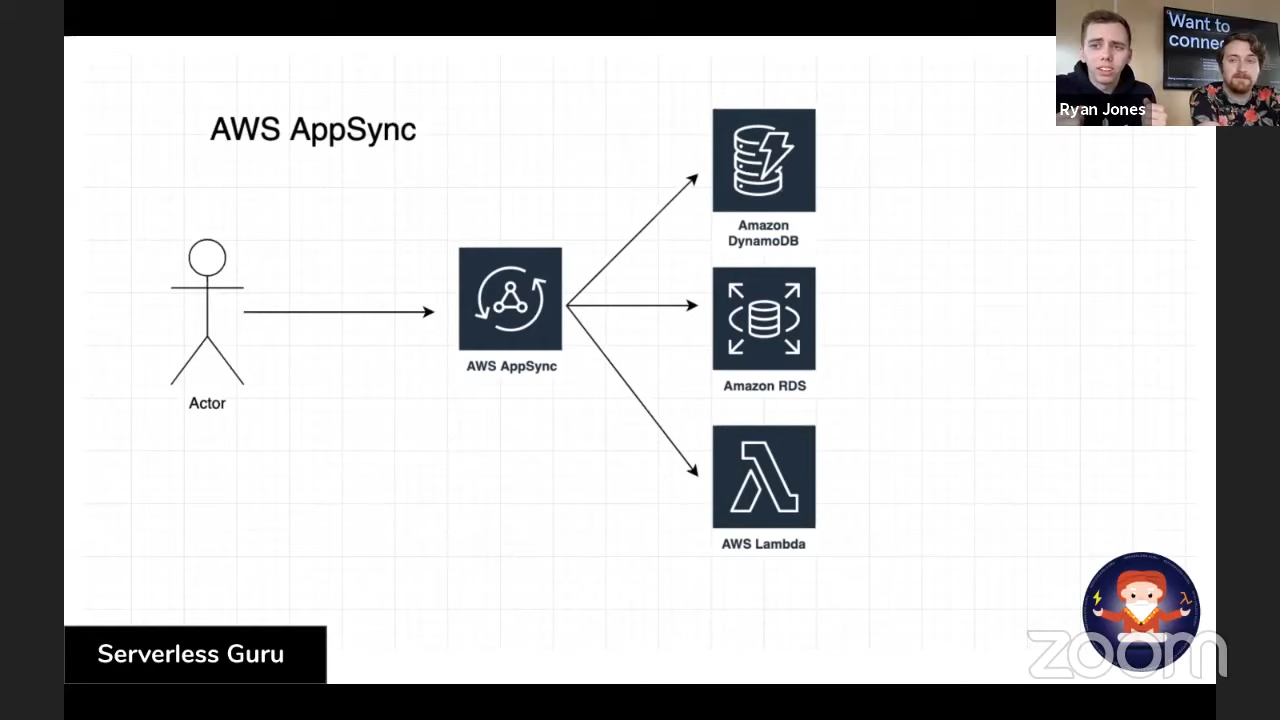 Want to
Ryan Jones
AWS AppSync
Amazon
DynamoDB
AWS AppSync
Amazon RDS
Actor
AWS Lambda
Serverless Guru
zoom